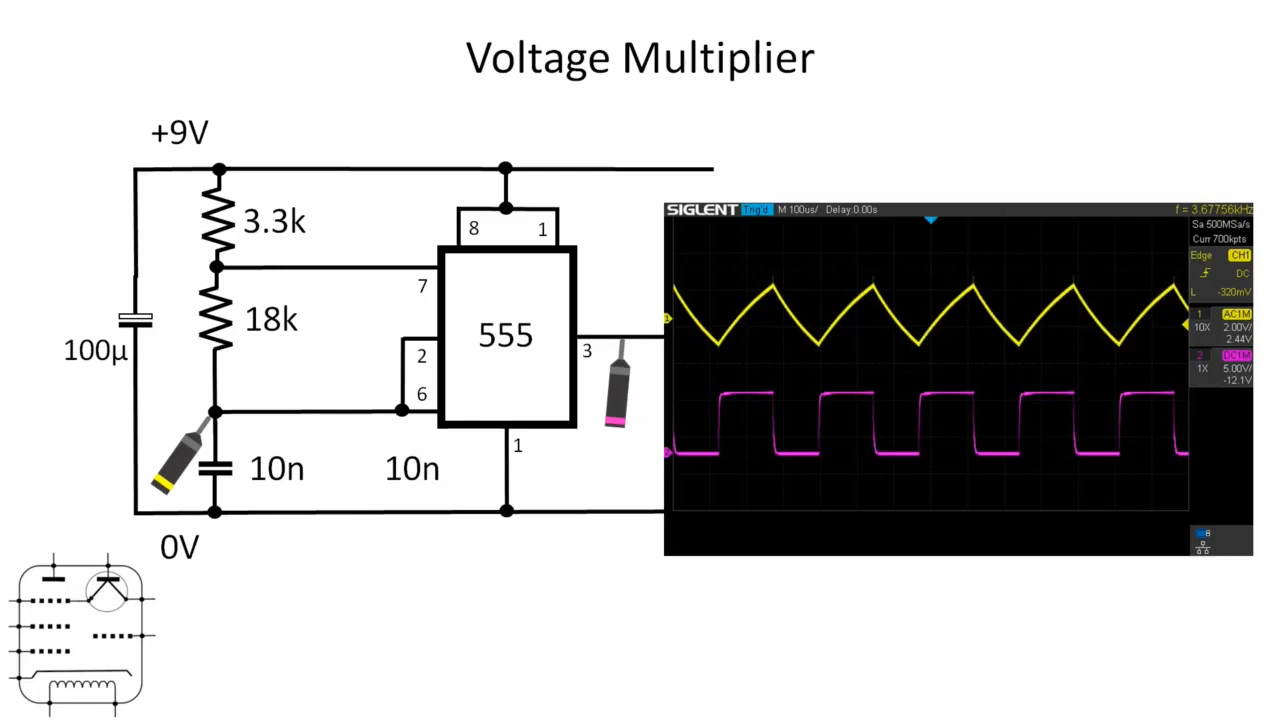 Voltage Multiplier
+9V
3.3k
8
1
7
18k
555
100µ
2
3
6
10n
10n
1
0V
SIGLENT Trig'd M 100us/ Delay:0.00s f = 3.67756kHz
Sa 500MSa/s
Curr 700kpts
Edge CH1
DC
L -320mV
1 AC1M
10X 2.00V/
2.44V
2 DC1M
1X 5.00V/
-12.1V
1
2